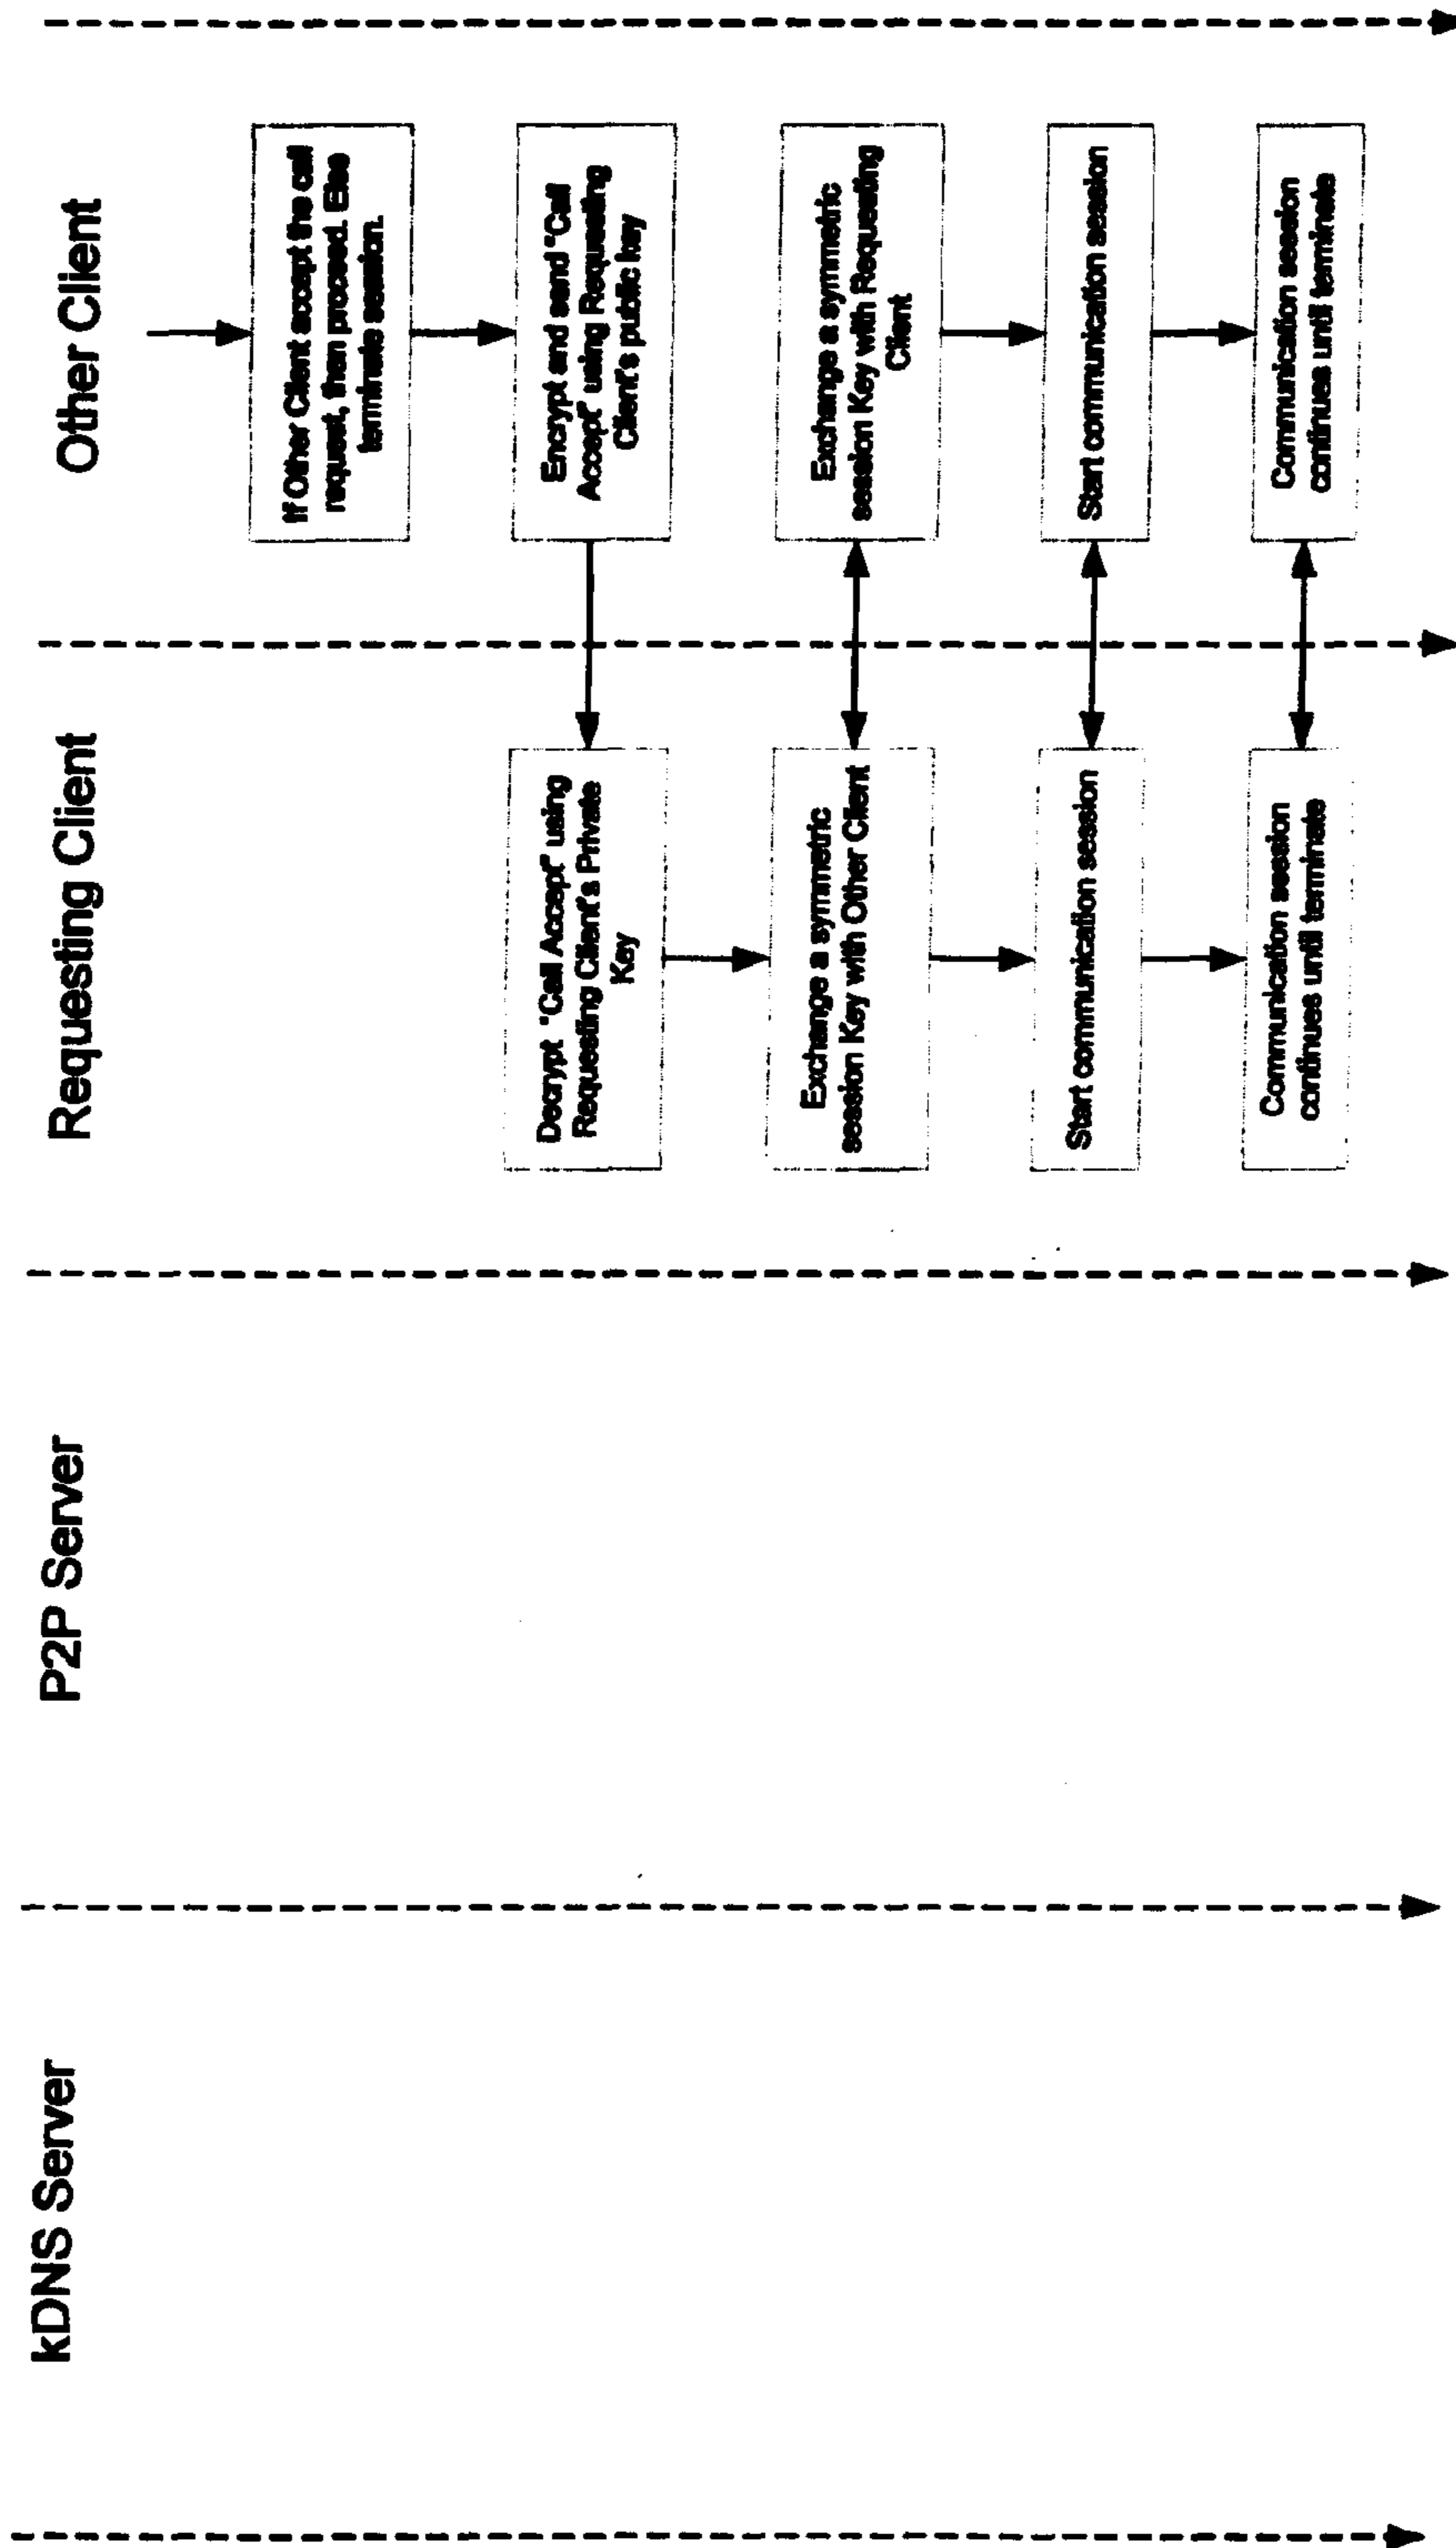 kDNS Server
P2P Server
Requesting Client
Other Client
If Other Client accept the call
request, then proceed. Else
terminate session.
Decrypt "Call Accept" using
Requesting Client's Private
Key
Encrypt and send "Call
Accept" using Requesting
Client's public key
Exchange a symmetric
session Key with Other Client
Exchange a symmetric
session Key with Requesting
Client
Start communication session
Start communication session
Communication session
continues until terminate
Communication session
continues until terminate